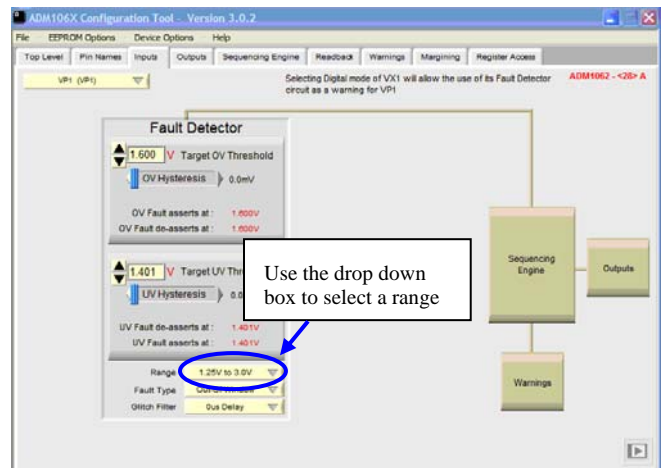 ADM106X Configuration Tool - Version 3.0.2
File EEPROM Options Device Options Help
Top Level Pin Names Inputs Outputs Sequencing Engine Readback Warnings Margining Register Access
VP1 (VP1)
Selecting Digital mode of VX1 will allow the use of its Fault Detector
circuit as a warning for VP1
ADM1062 - <28> A
Fault Detector
1.600 V Target OV Threshold
OV Hysteresis 0.0mV
OV Fault asserts at : 1.600V
OV Fault de-asserts at : 1.600V
1.401 V Target UV Thr
UV Hysteresis 0.0
UV Fault de-asserts at : 1.401V
UV Fault asserts at : 1.401V
Use the drop down
box to select a range
Sequencing
Engine
Outputs
Range 1.25V to 3.0V
Fault Type
Glitch Filter 0us Delay
Warnings